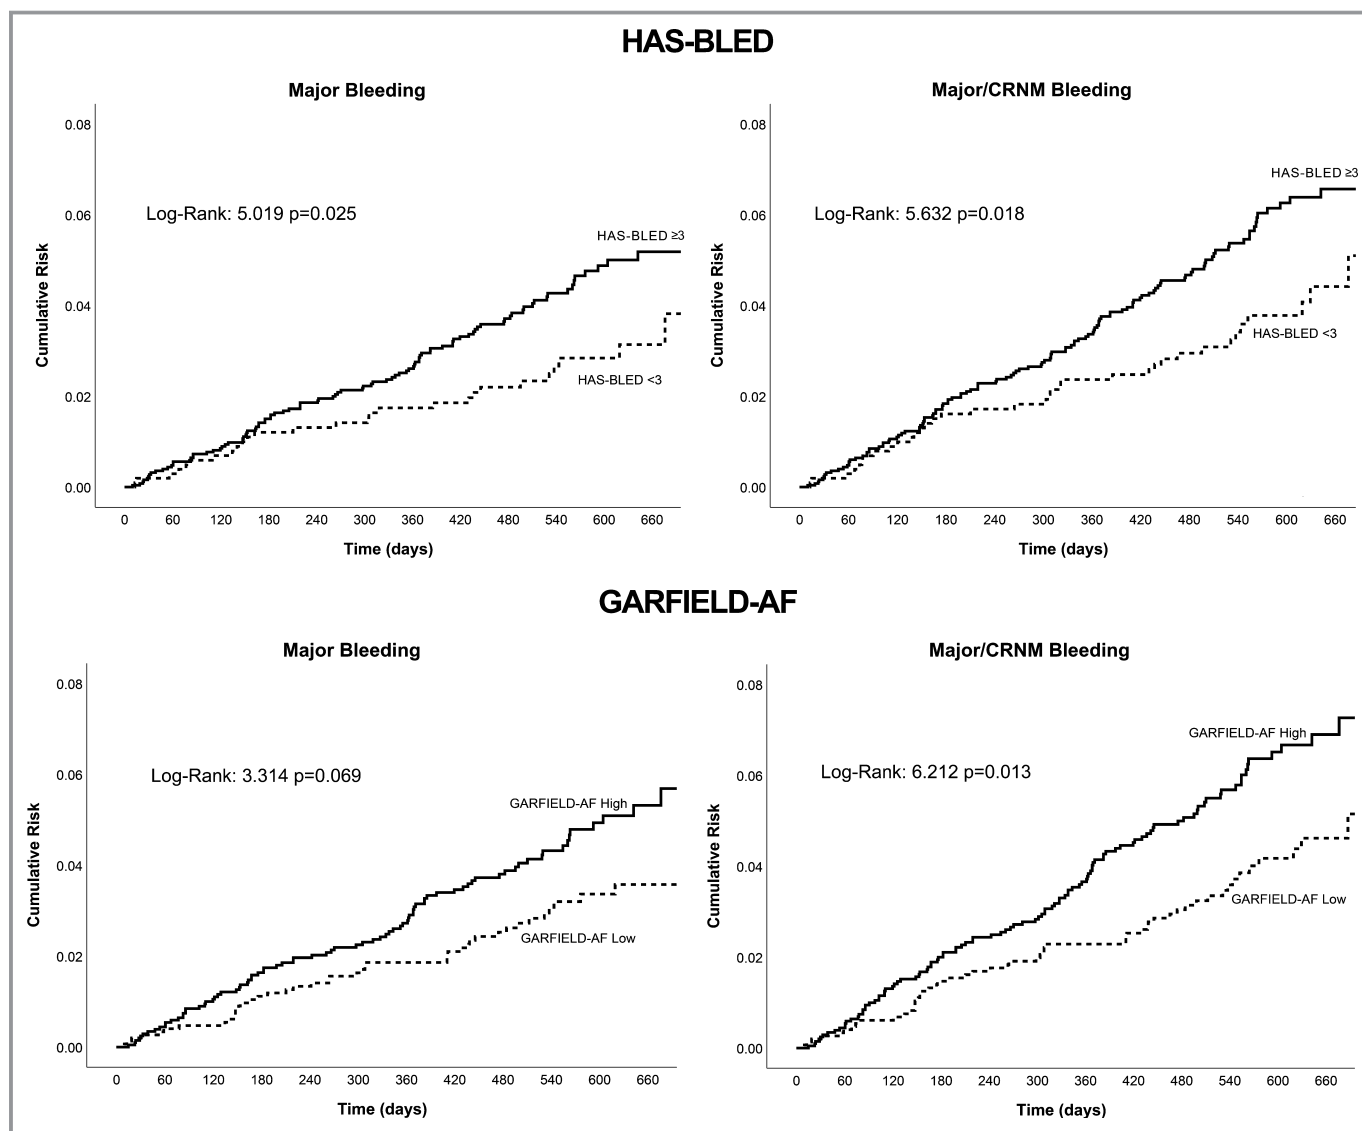 HAS-BLED
Major Bleeding
0.08
0.06
0.04
0.02
0.00
Cumulative Risk
Log-Rank: 5.019 p=0.025
HAS-BLED ≥3
HAS-BLED <3
0 60 120 180 240 300 360 420 480 540 600 660
Time (days)
Major/CRNM Bleeding
0.08
0.06
0.04
0.02
0.00
Cumulative Risk
Log-Rank: 5.632 p=0.018
HAS-BLED ≥3
HAS-BLED <3
0 60 120 180 240 300 360 420 480 540 600 660
Time (days)
GARFIELD-AF
Major Bleeding
0.08
0.06
0.04
0.02
0.00
Cumulative Risk
Log-Rank: 3.314 p=0.069
GARFIELD-AF High
GARFIELD-AF Low
0 60 120 180 240 300 360 420 480 540 600 660
Time (days)
Major/CRNM Bleeding
0.08
0.06
0.04
0.02
0.00
Cumulative Risk
Log-Rank: 6.212 p=0.013
GARFIELD-AF High
GARFIELD-AF Low
0 60 120 180 240 300 360 420 480 540 600 660
Time (days)